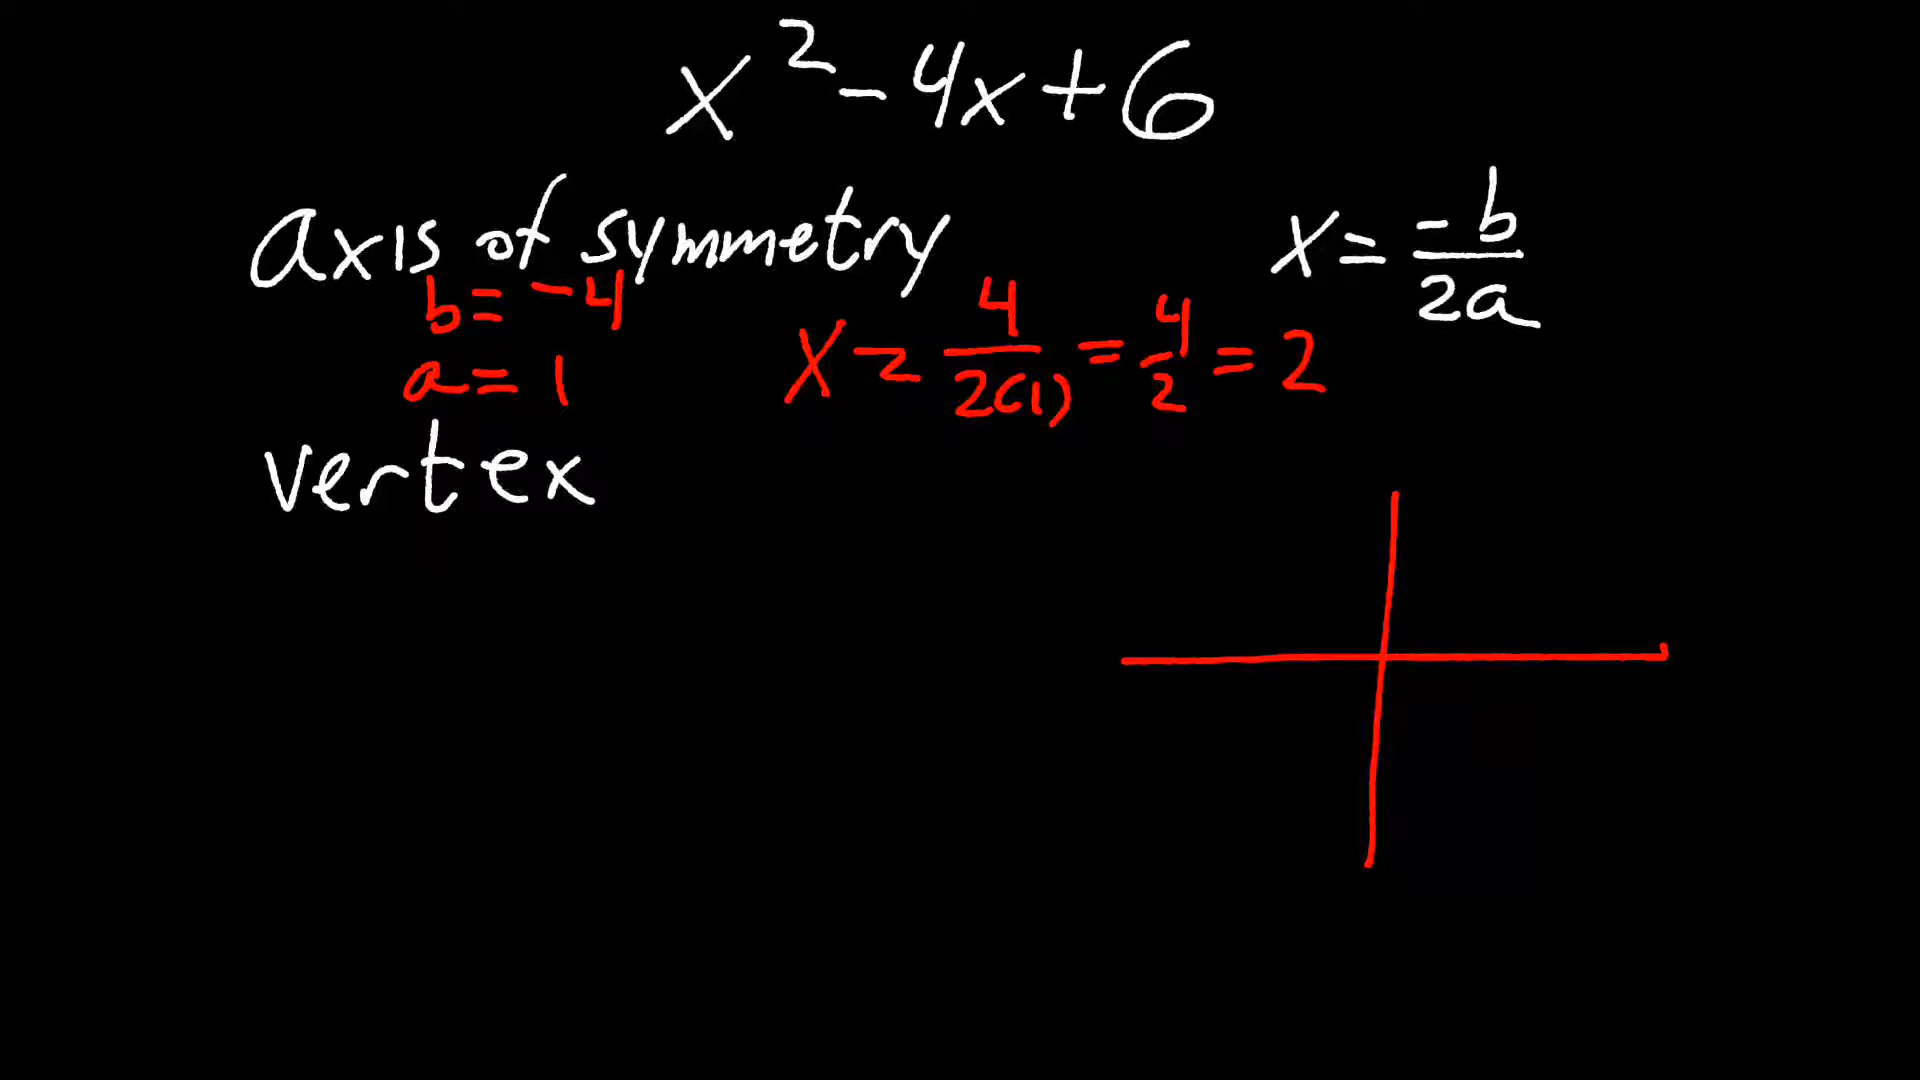 x² - 4x + 6
axis of symmetry
x = -b/2a
b = -4
a = 1
x = 4/2(1) = 4/2 = 2
vertex